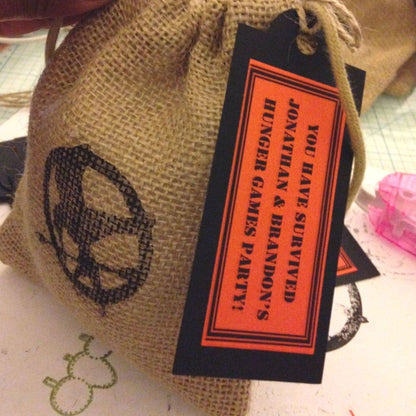 YOU HAVE SURVIVED
JONATHAN & BRANDON'S
HUNGER GAMES PARTY!